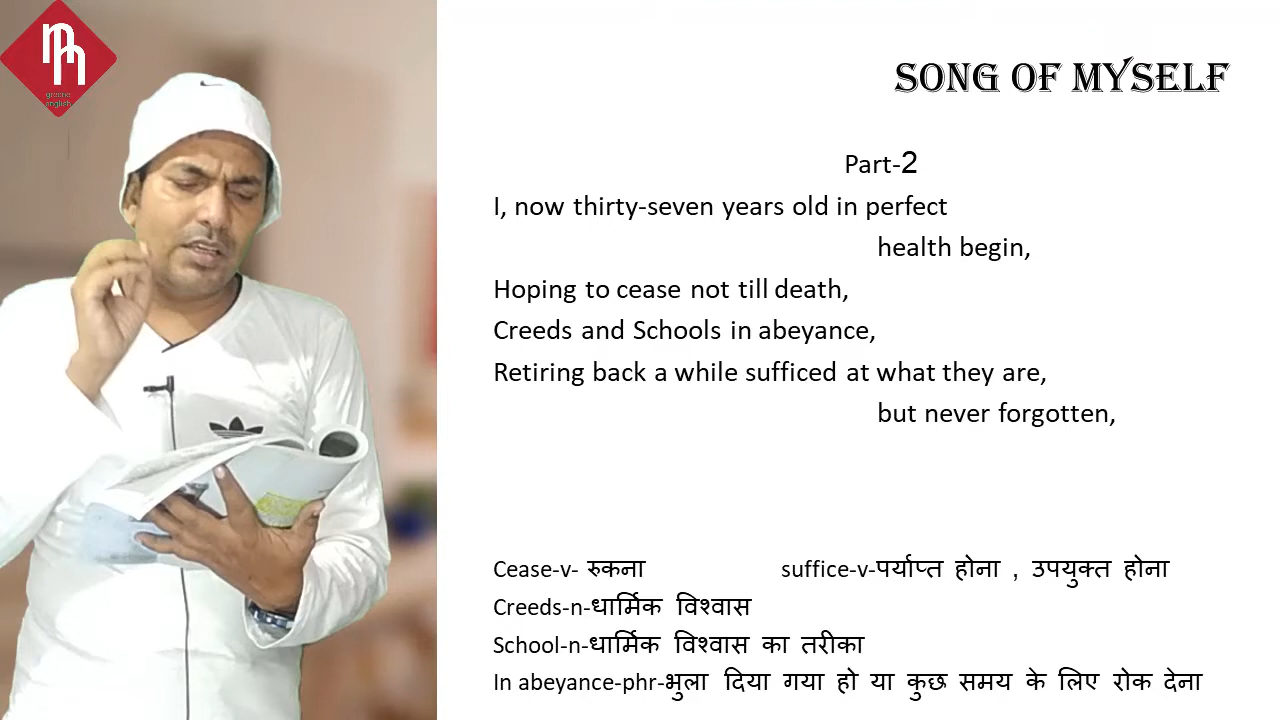 greene
english
SONG OF MYSELF
Part-2
I, now thirty-seven years old in perfect
health begin,
Hoping to cease not till death,
Creeds and Schools in abeyance,
Retiring back a while sufficed at what they are,
but never forgotten,
Cease-v- रुकना suffice-v-पर्याप्त होना , उपयुक्त होना
Creeds-n-धार्मिक विश्वास
School-n-धार्मिक विश्वास का तरीका
In abeyance-phr-भुला दिया गया हो या कुछ समय के लिए रोक देना